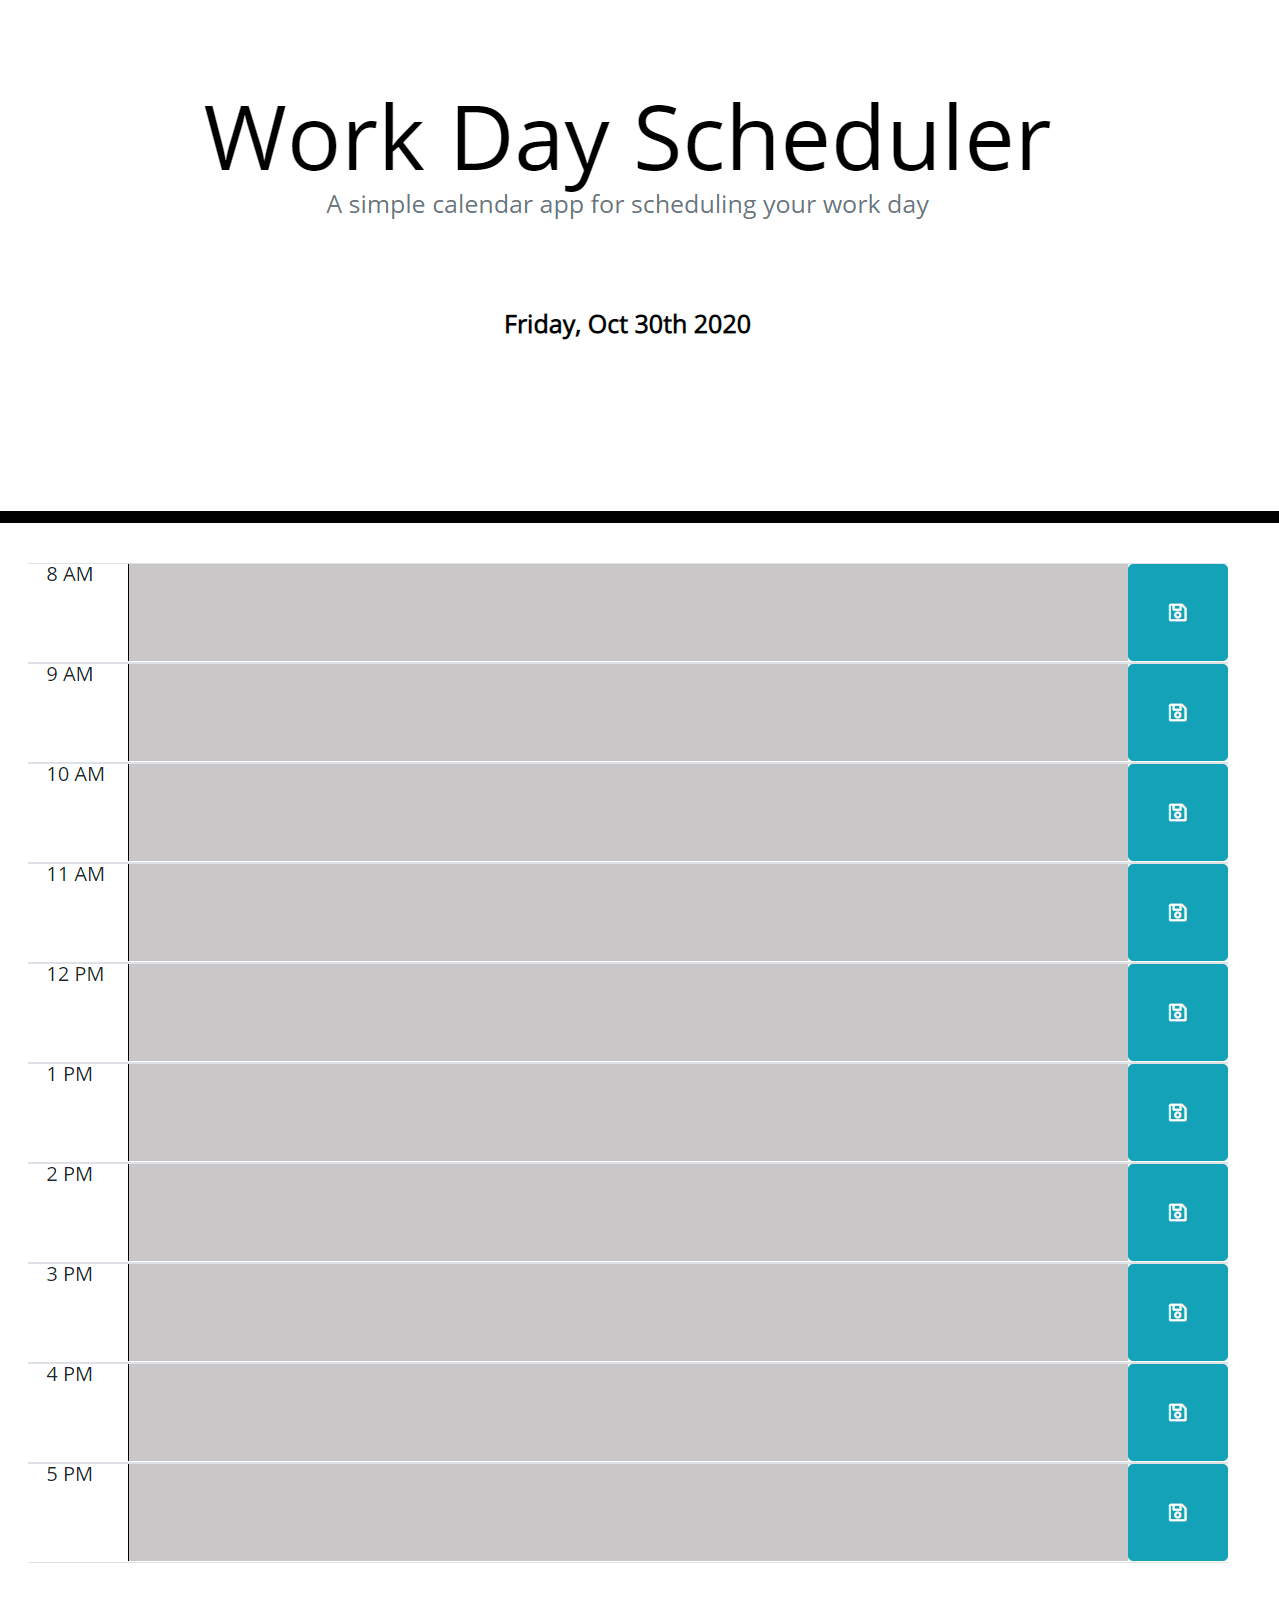 Work Day Scheduler
A simple calendar app for scheduling your work day
Friday, Oct 30th 2020
8 AM
9 AM
10 AM
11 AM
12 PM
1 PM
2 PM
3 PM
4 PM
5 PM